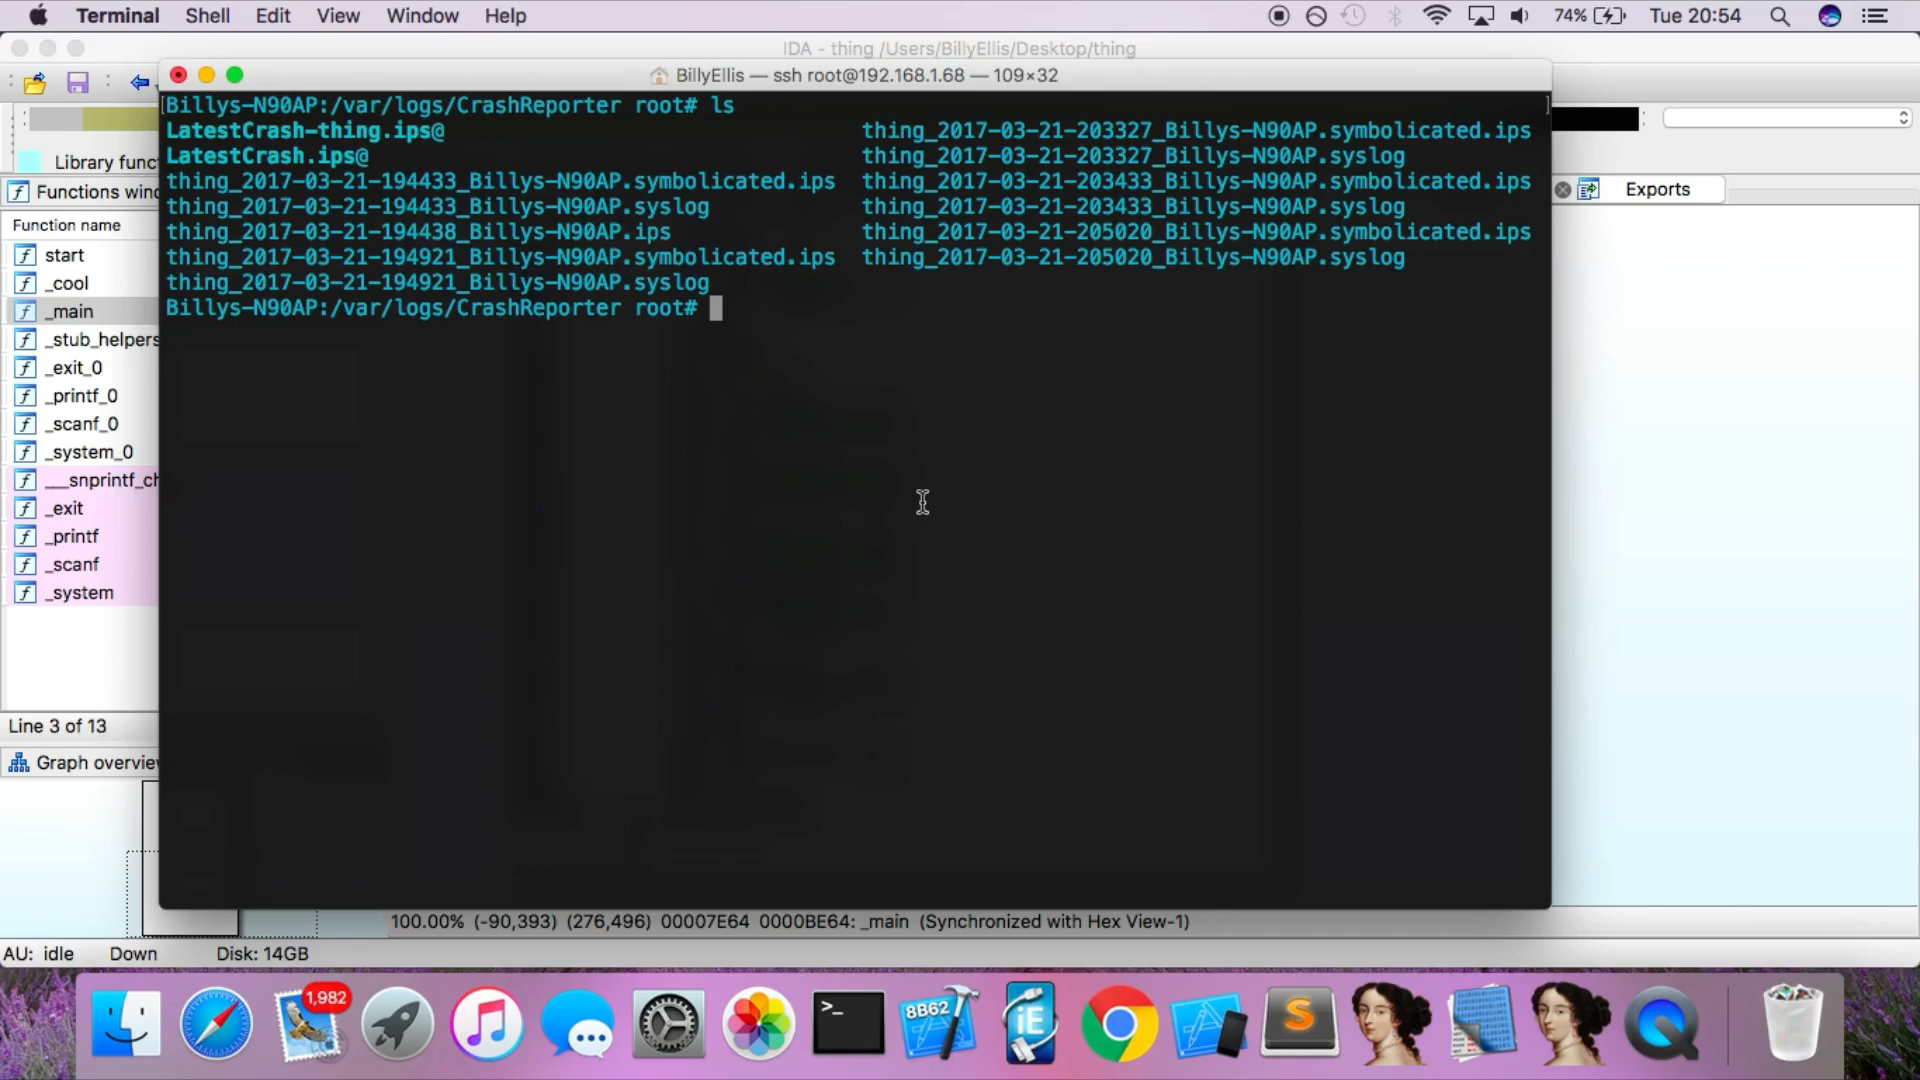 Terminal Shell Edit View Window Help 74% Tue 20:54
IDA - thing /Users/BillyEllis/Desktop/thing
BillyEllis — ssh root@192.168.1.68 — 109×32
[Billys-N90AP:/var/logs/CrashReporter root# ls ]
LatestCrash-thing.ips@ thing_2017-03-21-203327_Billys-N90AP.symbolicated.ips
LatestCrash.ips@ thing_2017-03-21-203327_Billys-N90AP.syslog
thing_2017-03-21-194433_Billys-N90AP.symbolicated.ips thing_2017-03-21-203433_Billys-N90AP.symbolicated.ips
thing_2017-03-21-194433_Billys-N90AP.syslog thing_2017-03-21-203433_Billys-N90AP.syslog
thing_2017-03-21-194438_Billys-N90AP.ips thing_2017-03-21-205020_Billys-N90AP.symbolicated.ips
thing_2017-03-21-194921_Billys-N90AP.symbolicated.ips thing_2017-03-21-205020_Billys-N90AP.syslog
thing_2017-03-21-194921_Billys-N90AP.syslog
Billys-N90AP:/var/logs/CrashReporter root#
Library func
Functions wind
Exports
Function name
start
_cool
_main
_stub_helpers
_exit_0
_printf_0
_scanf_0
_system_0
___snprintf_ch
_exit
_printf
_scanf
_system
Line 3 of 13
Graph overview
100.00% (-90,393) (276,496) 00007E64 0000BE64: _main (Synchronized with Hex View-1)
AU: idle Down Disk: 14GB
1,982
>_
8B62
iE
S